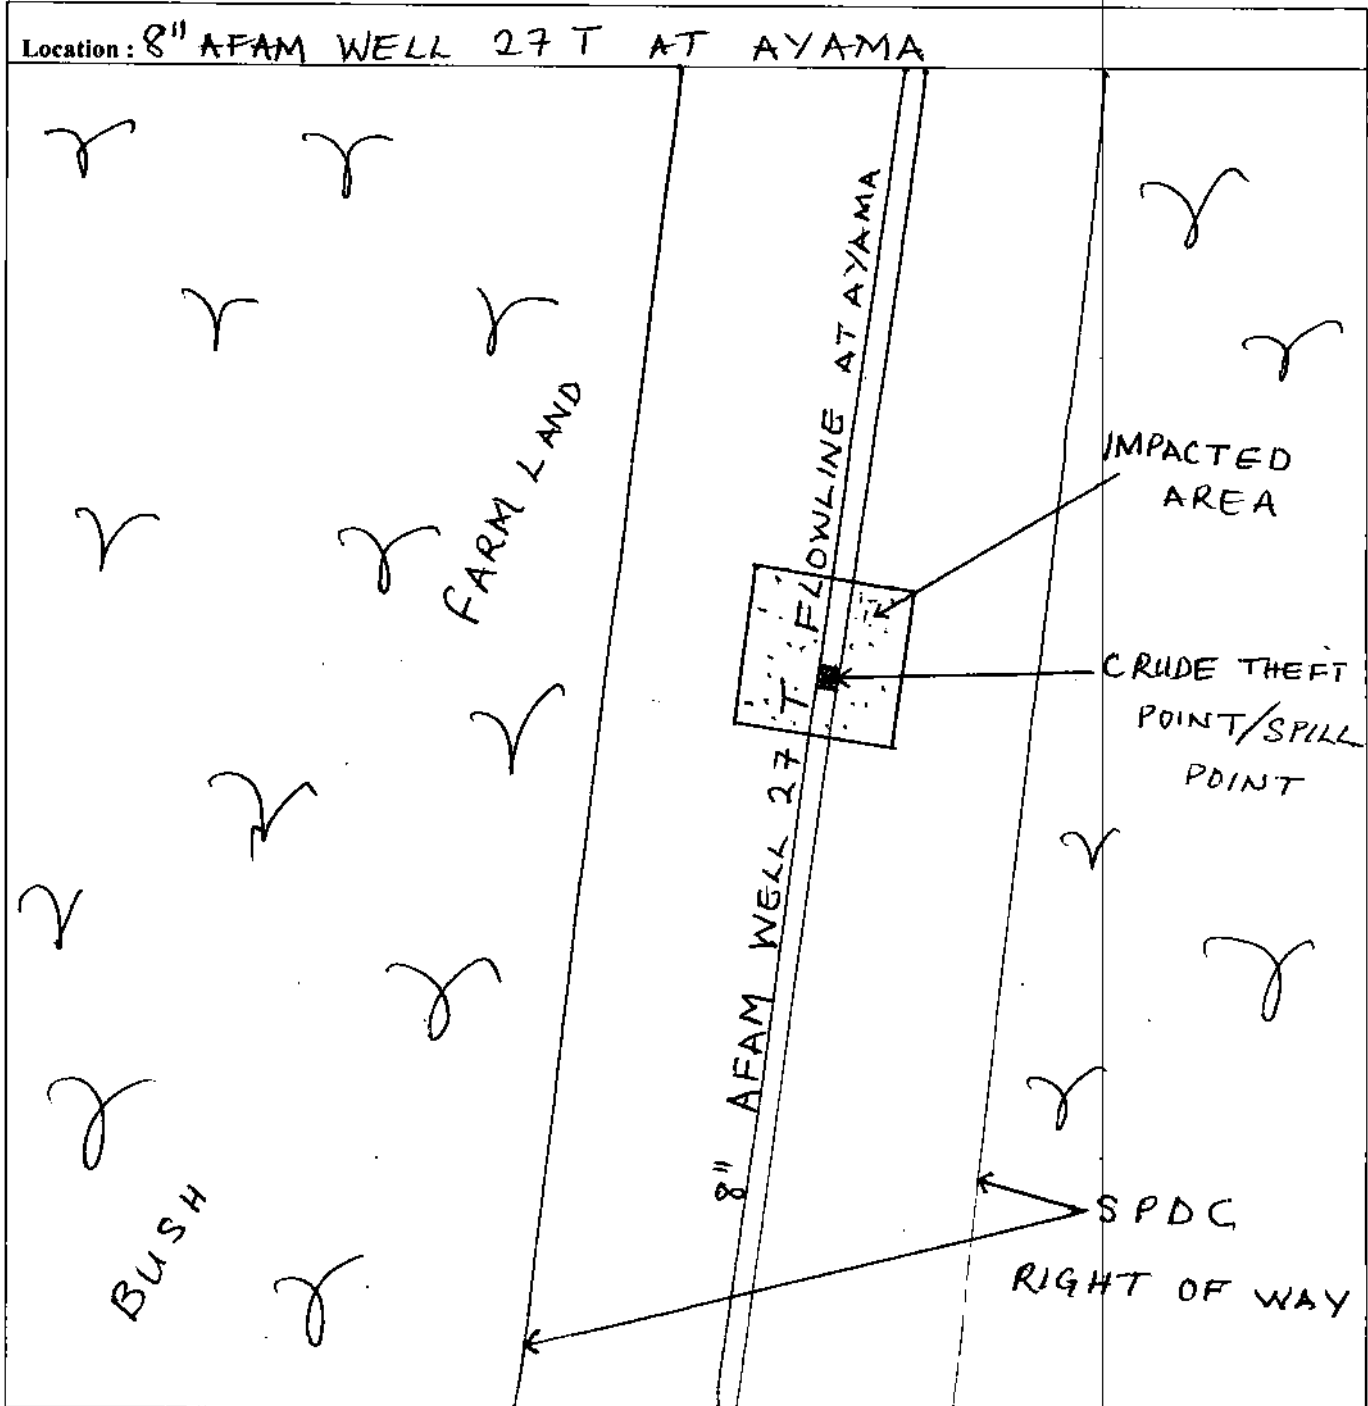 Location : 8" AFAM WELL 27 T AT AYAMA
FARM LAND
8" AFAM WELL 27 T FLOWLINE AT AYAMA
IMPACTED
AREA
CRUDE THEFT
POINT/SPILL
POINT
BUSH
SPDC
RIGHT OF WAY